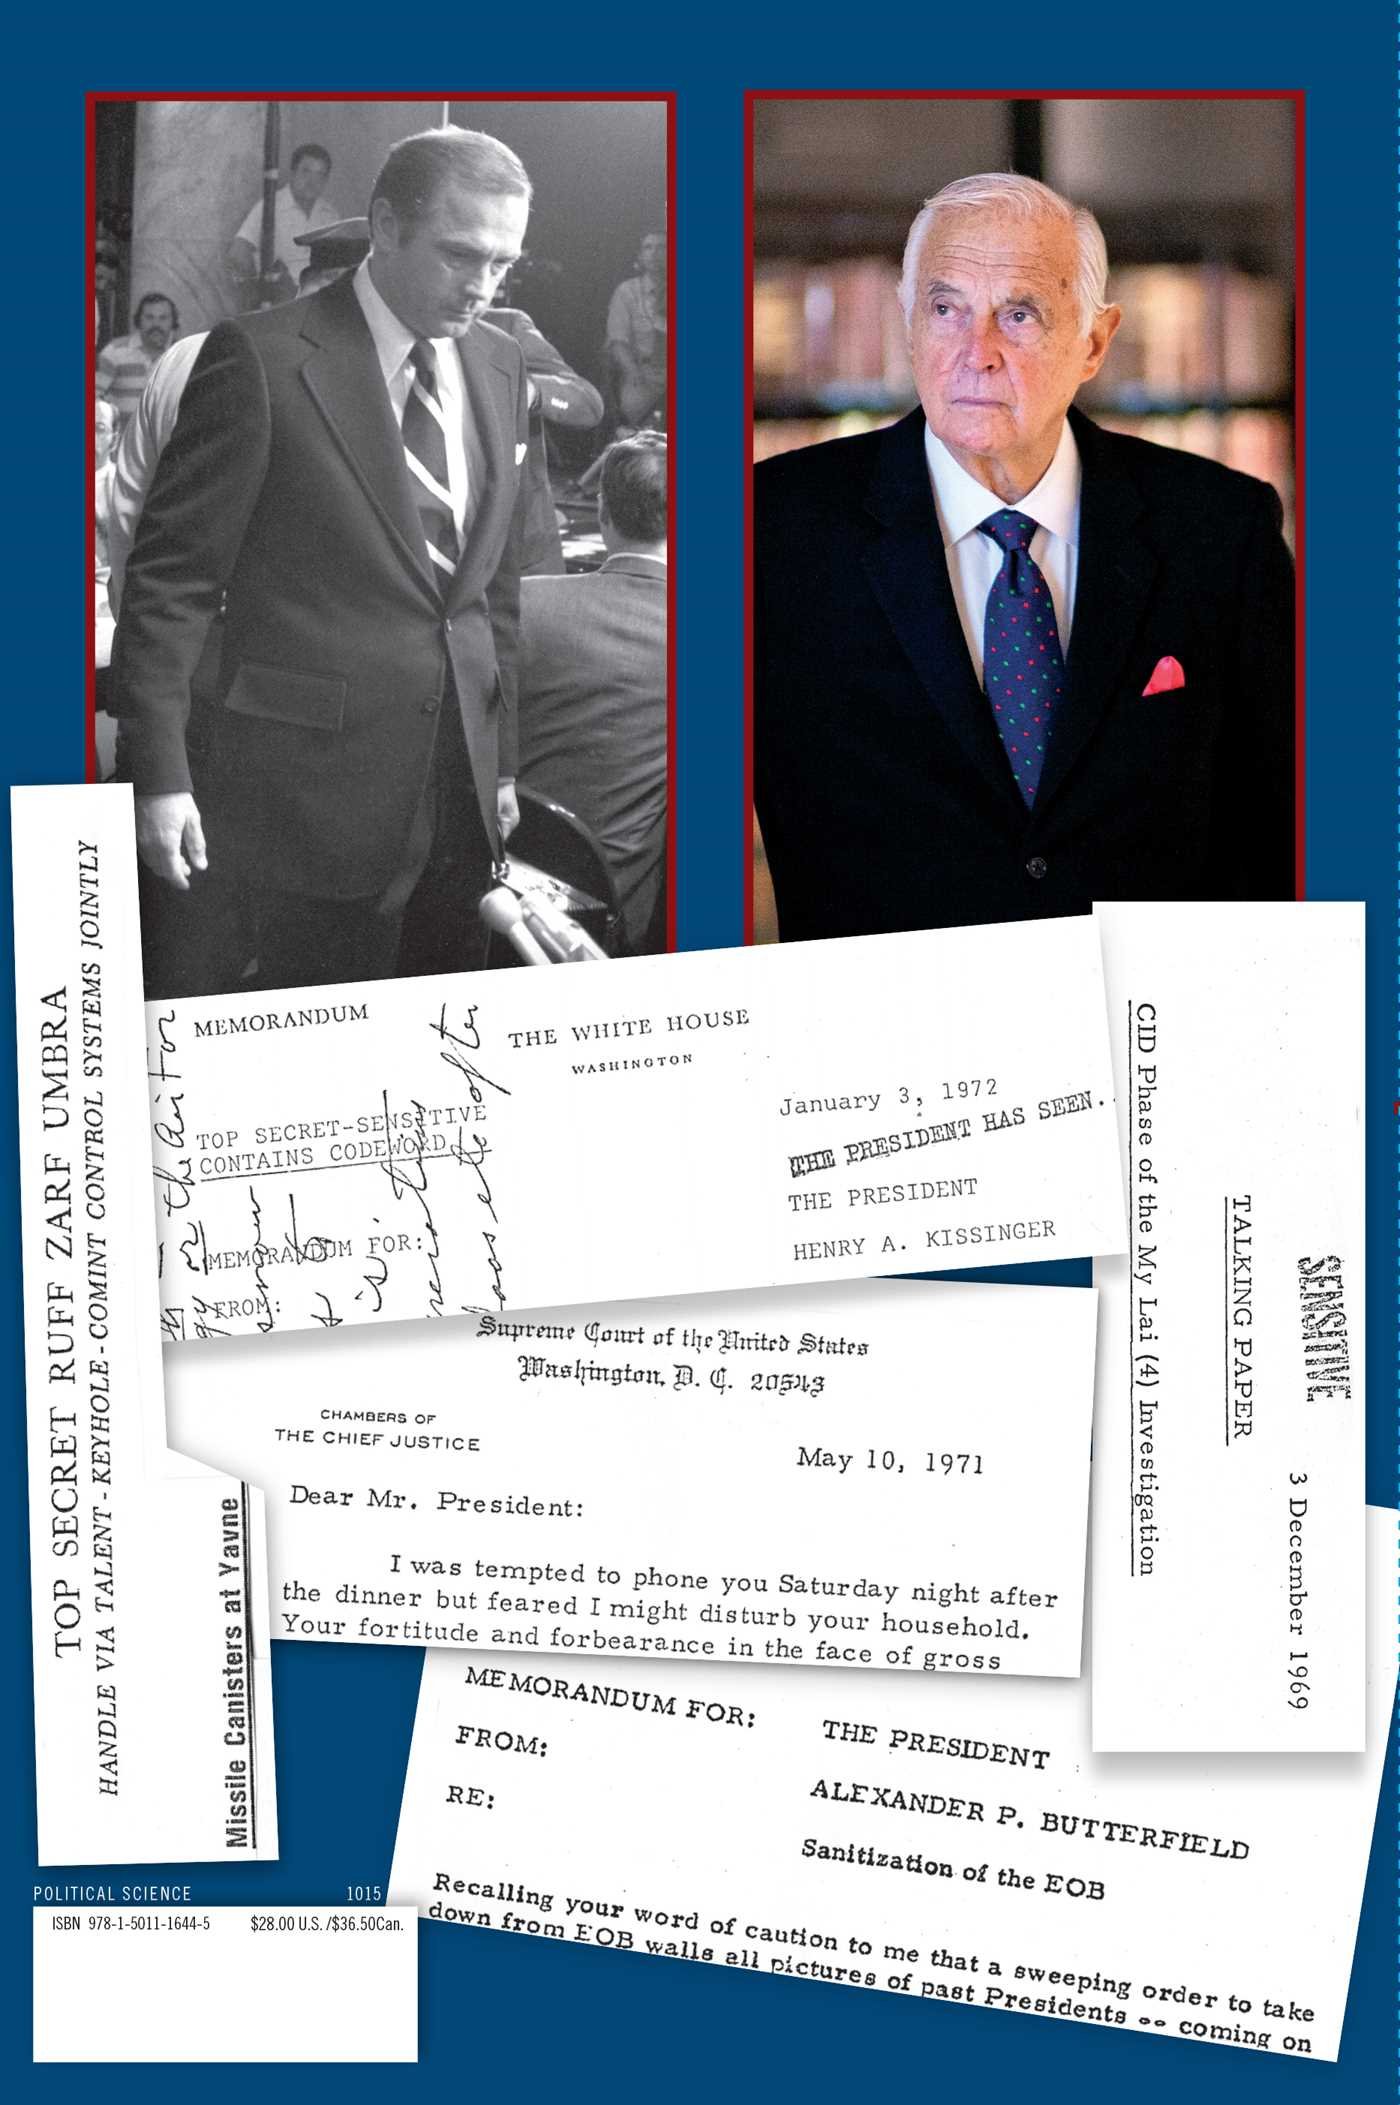 TOP SECRET RUFF ZARF UMBRA
HANDLE VIA TALENT - KEYHOLE - COMINT CONTROL SYSTEMS JOINTLY
Missile Canisters at Yavne
MEMORANDUM
THE WHITE HOUSE
WASHINGTON
TOP SECRET-SENSITIVE
CONTAINS CODEWORD
January 3, 1972
THE PRESIDENT HAS SEEN..
MEMORANDUM FOR:
THE PRESIDENT
FROM:
HENRY A. KISSINGER
or the Air For
SENSITIVE
3 December 1969
TALKING PAPER
CID Phase of the My Lai (4) Investigation
Supreme Court of the United States
Washington, D. C. 20543
CHAMBERS OF
THE CHIEF JUSTICE
May 10, 1971
Dear Mr. President:
I was tempted to phone you Saturday night after
the dinner but feared I might disturb your household.
Your fortitude and forbearance in the face of gross
MEMORANDUM FOR:
THE PRESIDENT
FROM:
ALEXANDER P. BUTTERFIELD
RE:
Sanitization of the EOB
Recalling your word of caution to me that a sweeping order to take
down from EOB walls all pictures of past Presidents -- coming on
POLITICAL SCIENCE 1015
ISBN 978-1-5011-1644-5 $28.00 U.S./$36.50Can.